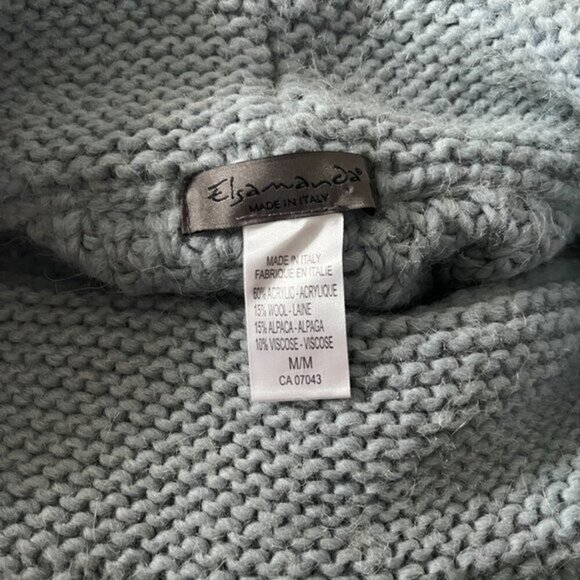 Elsamanda®
MADE IN ITALY
MADE IN ITALY
FABRIQUE EN ITALIE
60% ACRYLIC - ACRYLIQUE
15% WOOL - LAINE
15% ALPACA - ALPAGA
10% VISCOSE - VISCOSE
M/M
CA 07043